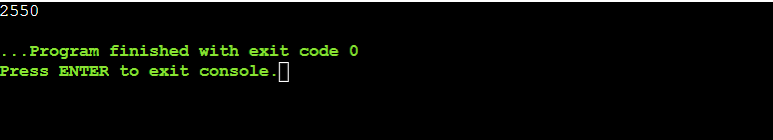 2550
...Program finished with exit code 0
Press ENTER to exit console.